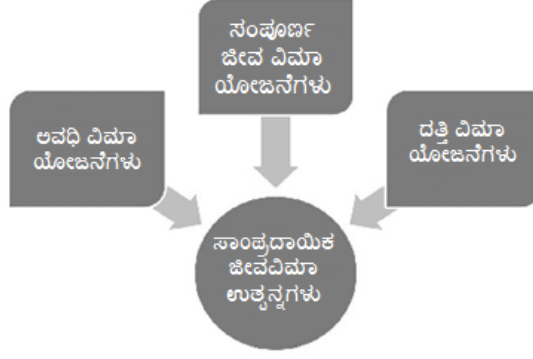 ಸಂಪೂರ್ಣ
ಜೀವ ವಿಮಾ
ಯೋಜನೆಗಳು
ಅವಧಿ ವಿಮಾ
ಯೋಜನೆಗಳು
ದತ್ತಿ ವಿಮಾ
ಯೋಜನೆಗಳು
ಸಾಂಪ್ರದಾಯಿಕ
ಜೀವವಿಮಾ
ಉತ್ಪನ್ನಗಳು